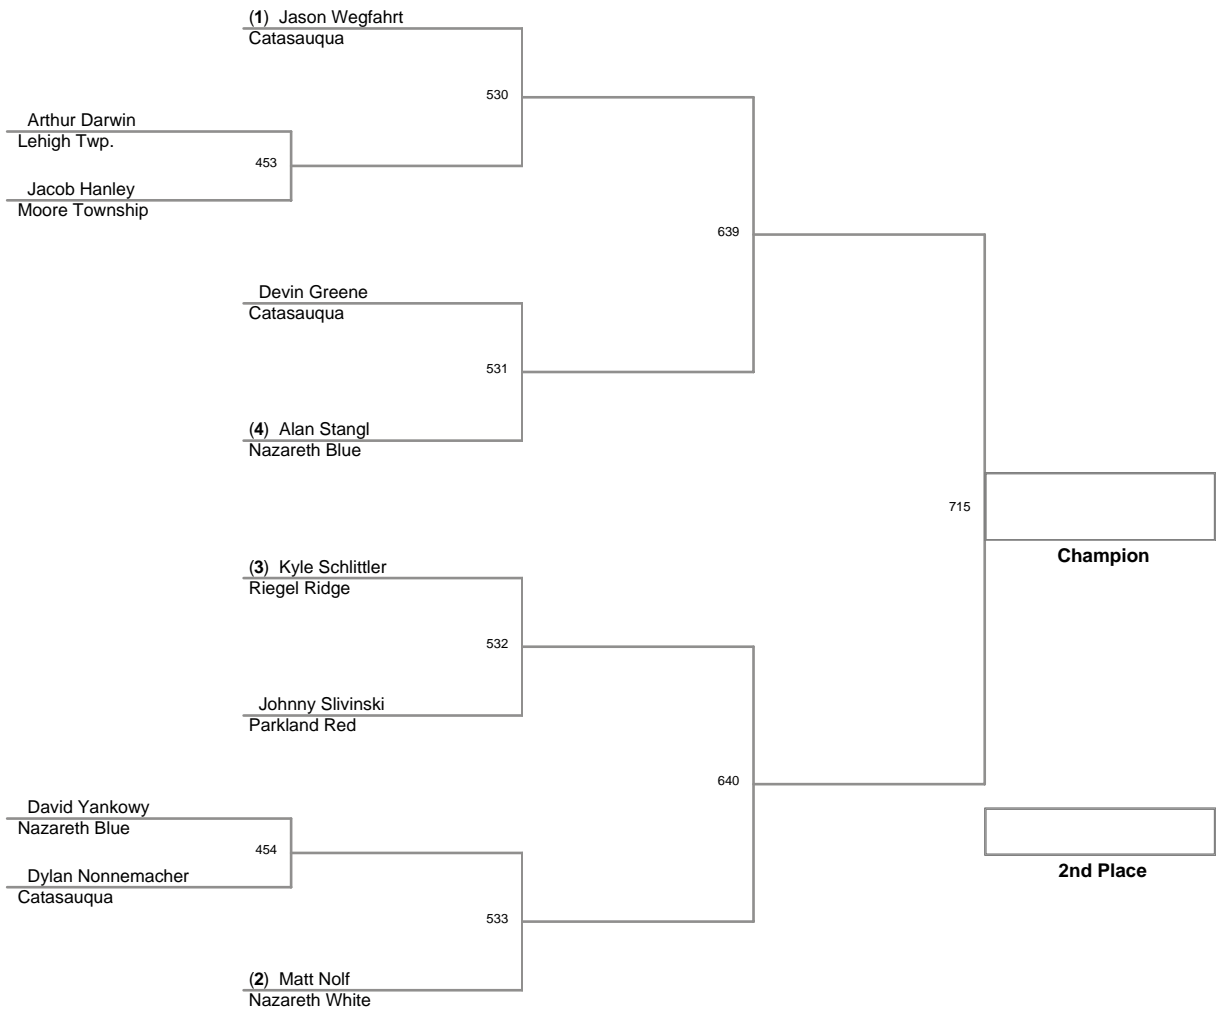 (1) Jason Wegfahrt
Catasauqua
530
Arthur Darwin
Lehigh Twp.
453
Jacob Hanley
Moore Township
639
Devin Greene
Catasauqua
531
(4) Alan Stangl
Nazareth Blue
715
Champion
(3) Kyle Schlittler
Riegel Ridge
532
Johnny Slivinski
Parkland Red
640
David Yankowy
Nazareth Blue
454
Dylan Nonnemacher
Catasauqua
2nd Place
533
(2) Matt Nolf
Nazareth White